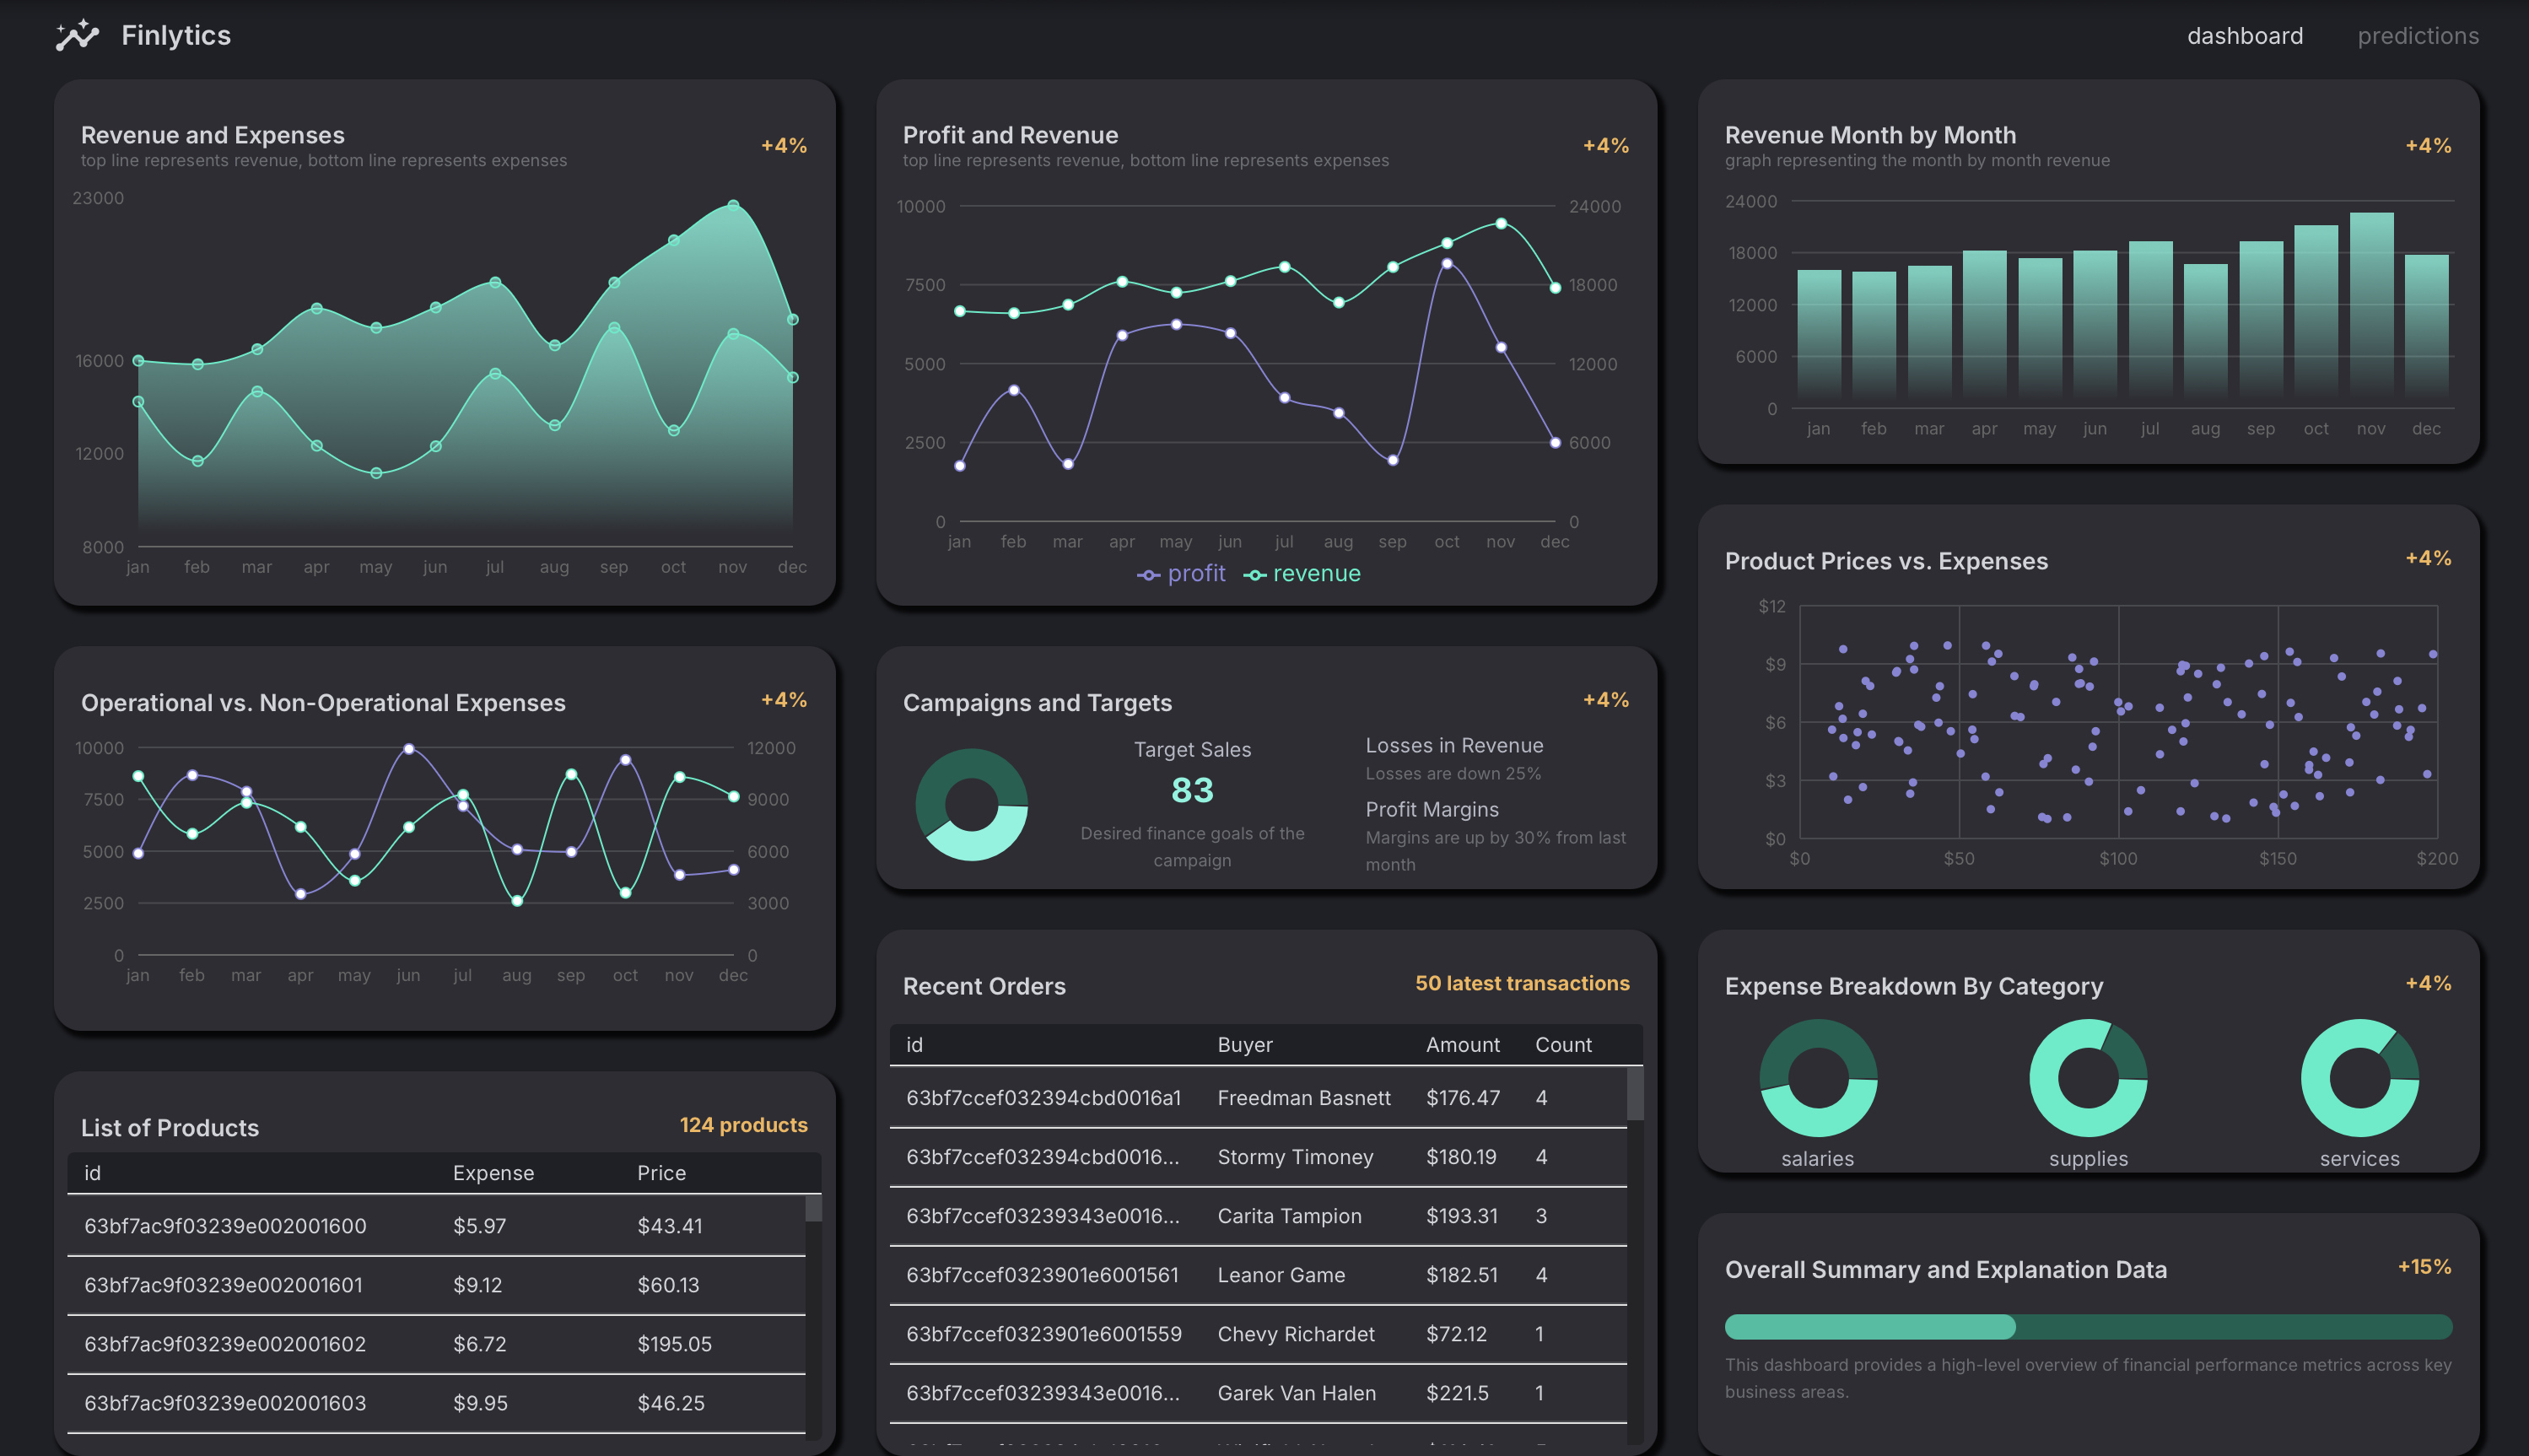 Finlytics
dashboard
predictions
Revenue and Expenses
+4%
top line represents revenue, bottom line represents expenses
23000
16000
12000
8000
jan feb mar apr may jun jul aug sep oct nov dec
Profit and Revenue
+4%
top line represents revenue, bottom line represents expenses
10000 24000
7500 18000
5000 12000
2500 6000
0 0
jan feb mar apr may jun jul aug sep oct nov dec
profit revenue
Revenue Month by Month
+4%
graph representing the month by month revenue
24000
18000
12000
6000
0
jan feb mar apr may jun jul aug sep oct nov dec
Operational vs. Non-Operational Expenses
+4%
10000 12000
7500 9000
5000 6000
2500 3000
0 0
jan feb mar apr may jun jul aug sep oct nov dec
Campaigns and Targets
+4%
Target Sales
83
Desired finance goals of the
campaign
Losses in Revenue
Losses are down 25%
Profit Margins
Margins are up by 30% from last
month
Product Prices vs. Expenses
+4%
$12
$9
$6
$3
$0
$0 $50 $100 $150 $200
List of Products
124 products
id Expense Price
63bf7ac9f03239e002001600 $5.97 $43.41
63bf7ac9f03239e002001601 $9.12 $60.13
63bf7ac9f03239e002001602 $6.72 $195.05
63bf7ac9f03239e002001603 $9.95 $46.25
Recent Orders
50 latest transactions
id Buyer Amount Count
63bf7ccef032394cbd0016a1 Freedman Basnett $176.47 4
63bf7ccef032394cbd0016... Stormy Timoney $180.19 4
63bf7ccef03239343e0016... Carita Tampion $193.31 3
63bf7ccef0323901e6001561 Leanor Game $182.51 4
63bf7ccef0323901e6001559 Chevy Richardet $72.12 1
63bf7ccef03239343e0016... Garek Van Halen $221.5 1
Expense Breakdown By Category
+4%
salaries supplies services
Overall Summary and Explanation Data
+15%
This dashboard provides a high-level overview of financial performance metrics across key
business areas.